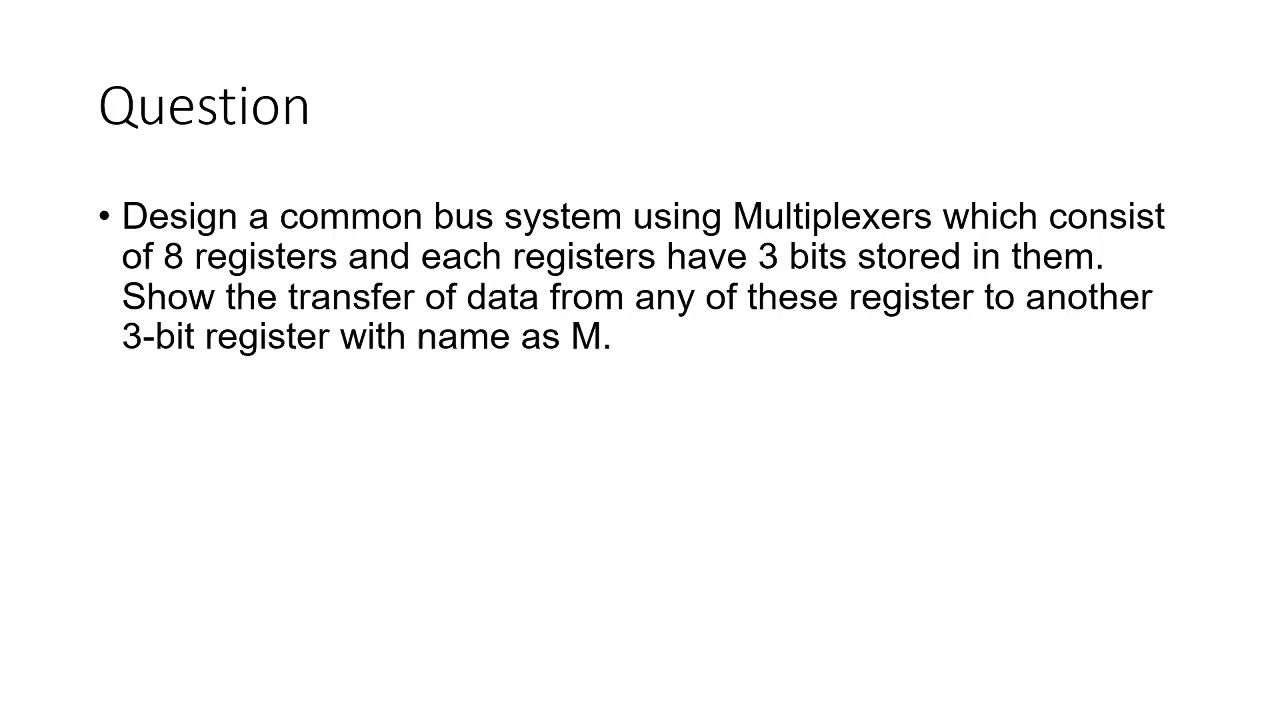 Question
• Design a common bus system using Multiplexers which consist
of 8 registers and each registers have 3 bits stored in them.
Show the transfer of data from any of these register to another
3-bit register with name as M.